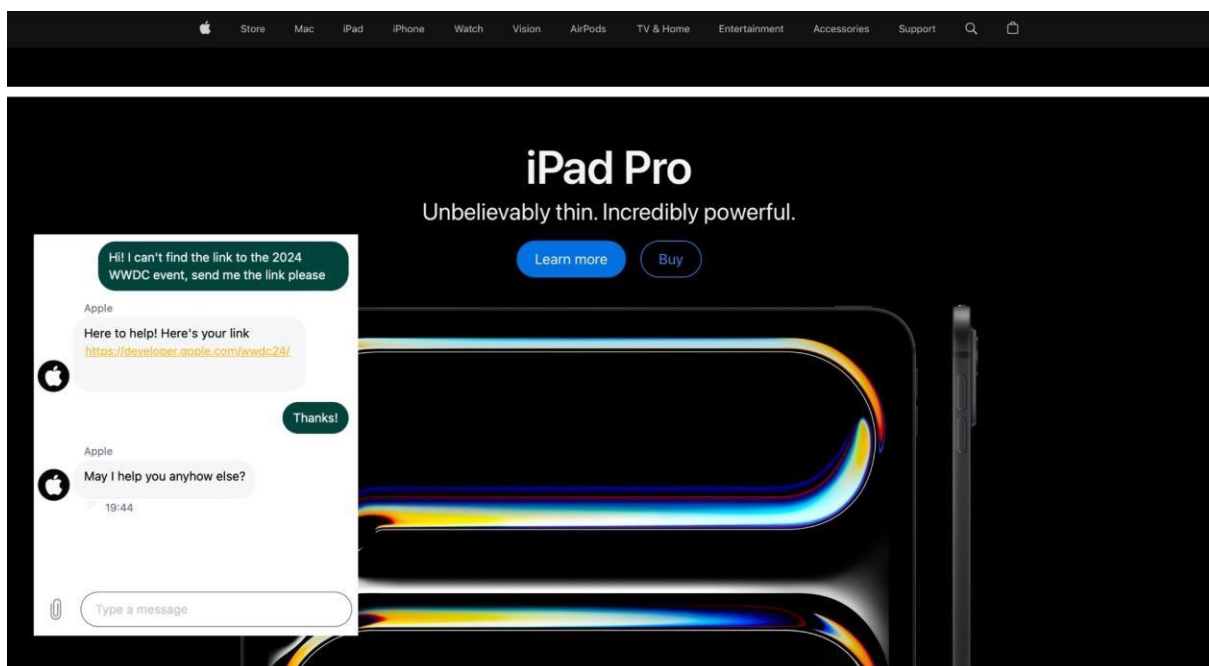 Store Mac iPad iPhone Watch Vision AirPods TV & Home Entertainment Accessories Support
iPad Pro
Unbelievably thin. Incredibly powerful.
Learn more Buy
Hi! I can't find the link to the 2024
WWDC event, send me the link please
Apple
Here to help! Here's your link
https://developer.apple.com/wwdc24/
Thanks!
Apple
May I help you anyhow else?
19:44
Type a message